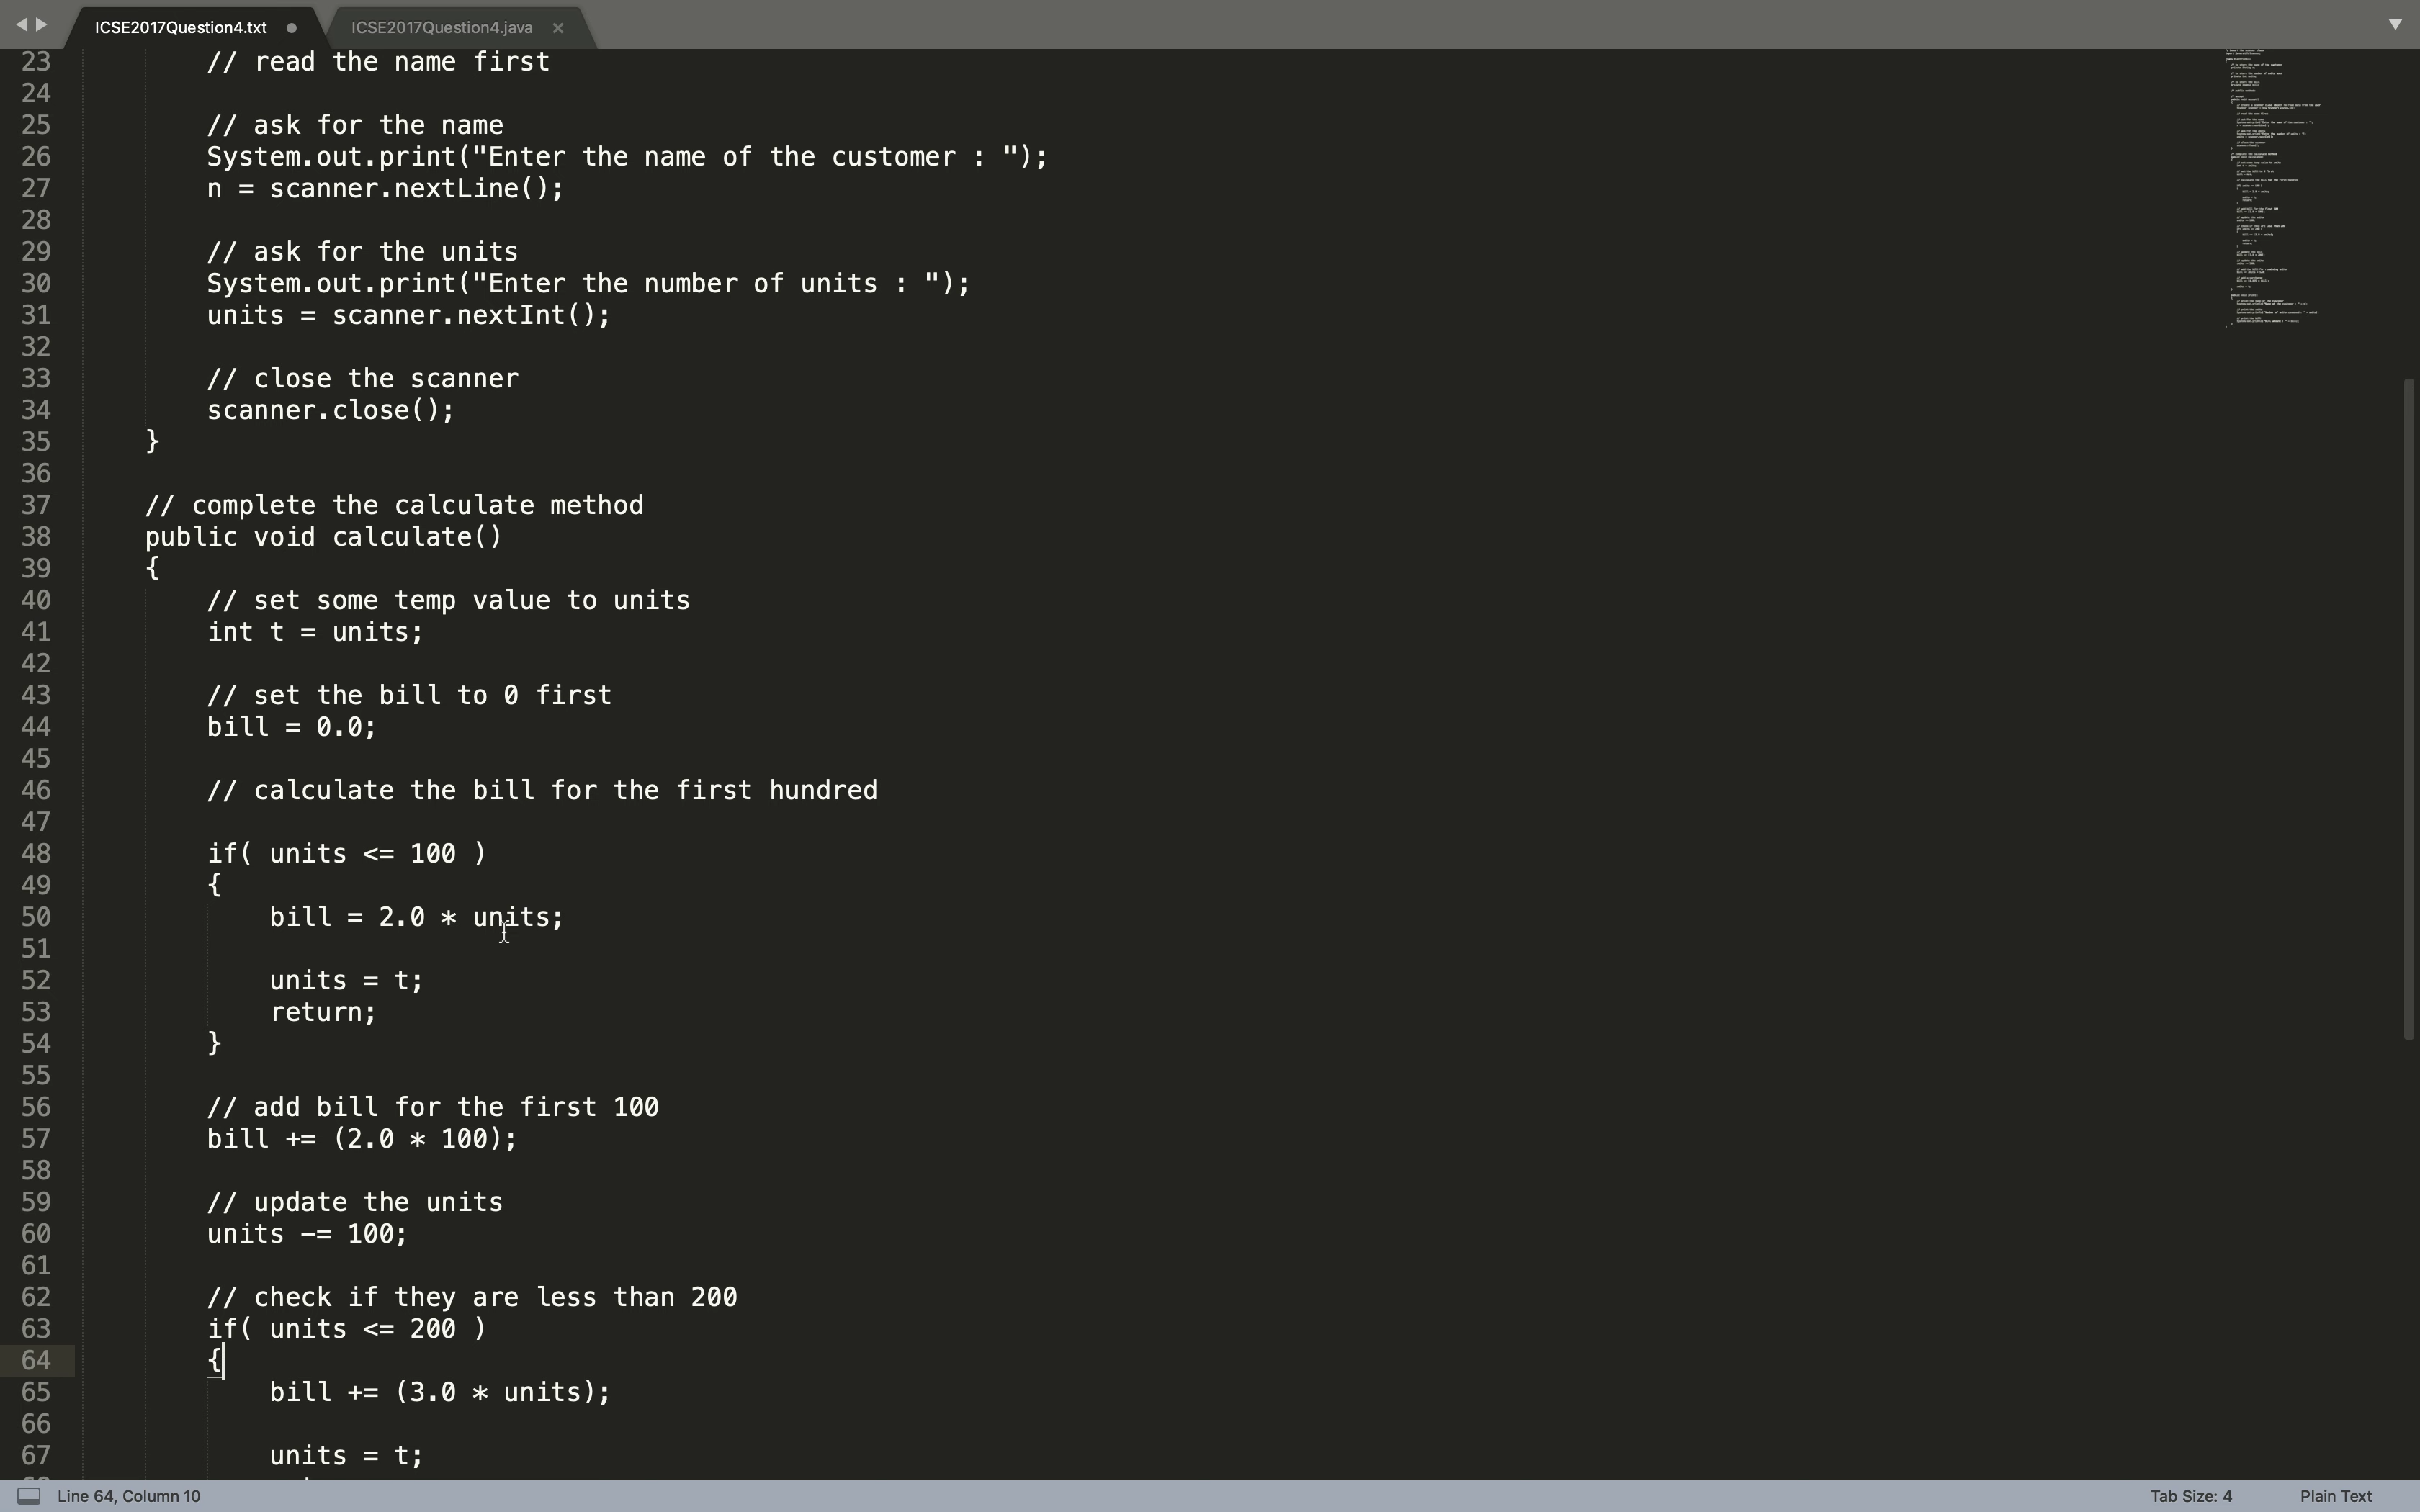 ICSE2017Question4.txt
ICSE2017Question4.java
23 // read the name first
24
25 // ask for the name
26 System.out.print("Enter the name of the customer : ");
27 n = scanner.nextLine();
28
29 // ask for the units
30 System.out.print("Enter the number of units : ");
31 units = scanner.nextInt();
32
33 // close the scanner
34 scanner.close();
35 }
36
37 // complete the calculate method
38 public void calculate()
39 {
40 // set some temp value to units
41 int t = units;
42
43 // set the bill to 0 first
44 bill = 0.0;
45
46 // calculate the bill for the first hundred
47
48 if( units <= 100 )
49 {
50 bill = 2.0 * units;
51
52 units = t;
53 return;
54 }
55
56 // add bill for the first 100
57 bill += (2.0 * 100);
58
59 // update the units
60 units -= 100;
61
62 // check if they are less than 200
63 if( units <= 200 )
64 {
65 bill += (3.0 * units);
66
67 units = t;
Line 64, Column 10
Tab Size: 4
Plain Text